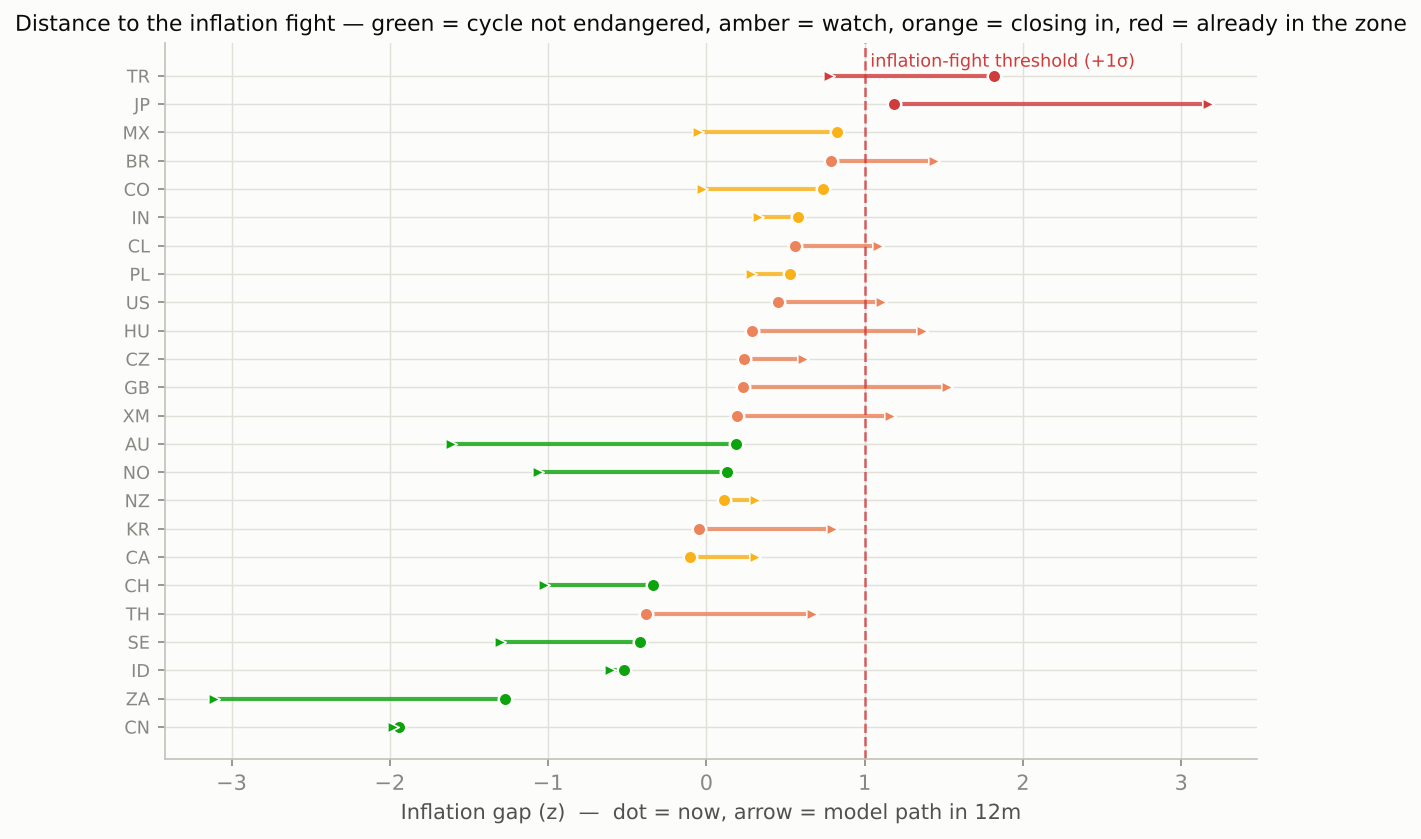 Distance to the inflation fight — green = cycle not endangered, amber = watch, orange = closing in, red = already in the zone
inflation-fight threshold (+1σ)
TR
JP
MX
BR
CO
IN
CL
PL
US
HU
CZ
GB
XM
AU
NO
NZ
KR
CA
CH
TH
SE
ID
ZA
CN
−3 −2 −1 0 1 2 3
Inflation gap (z) — dot = now, arrow = model path in 12m